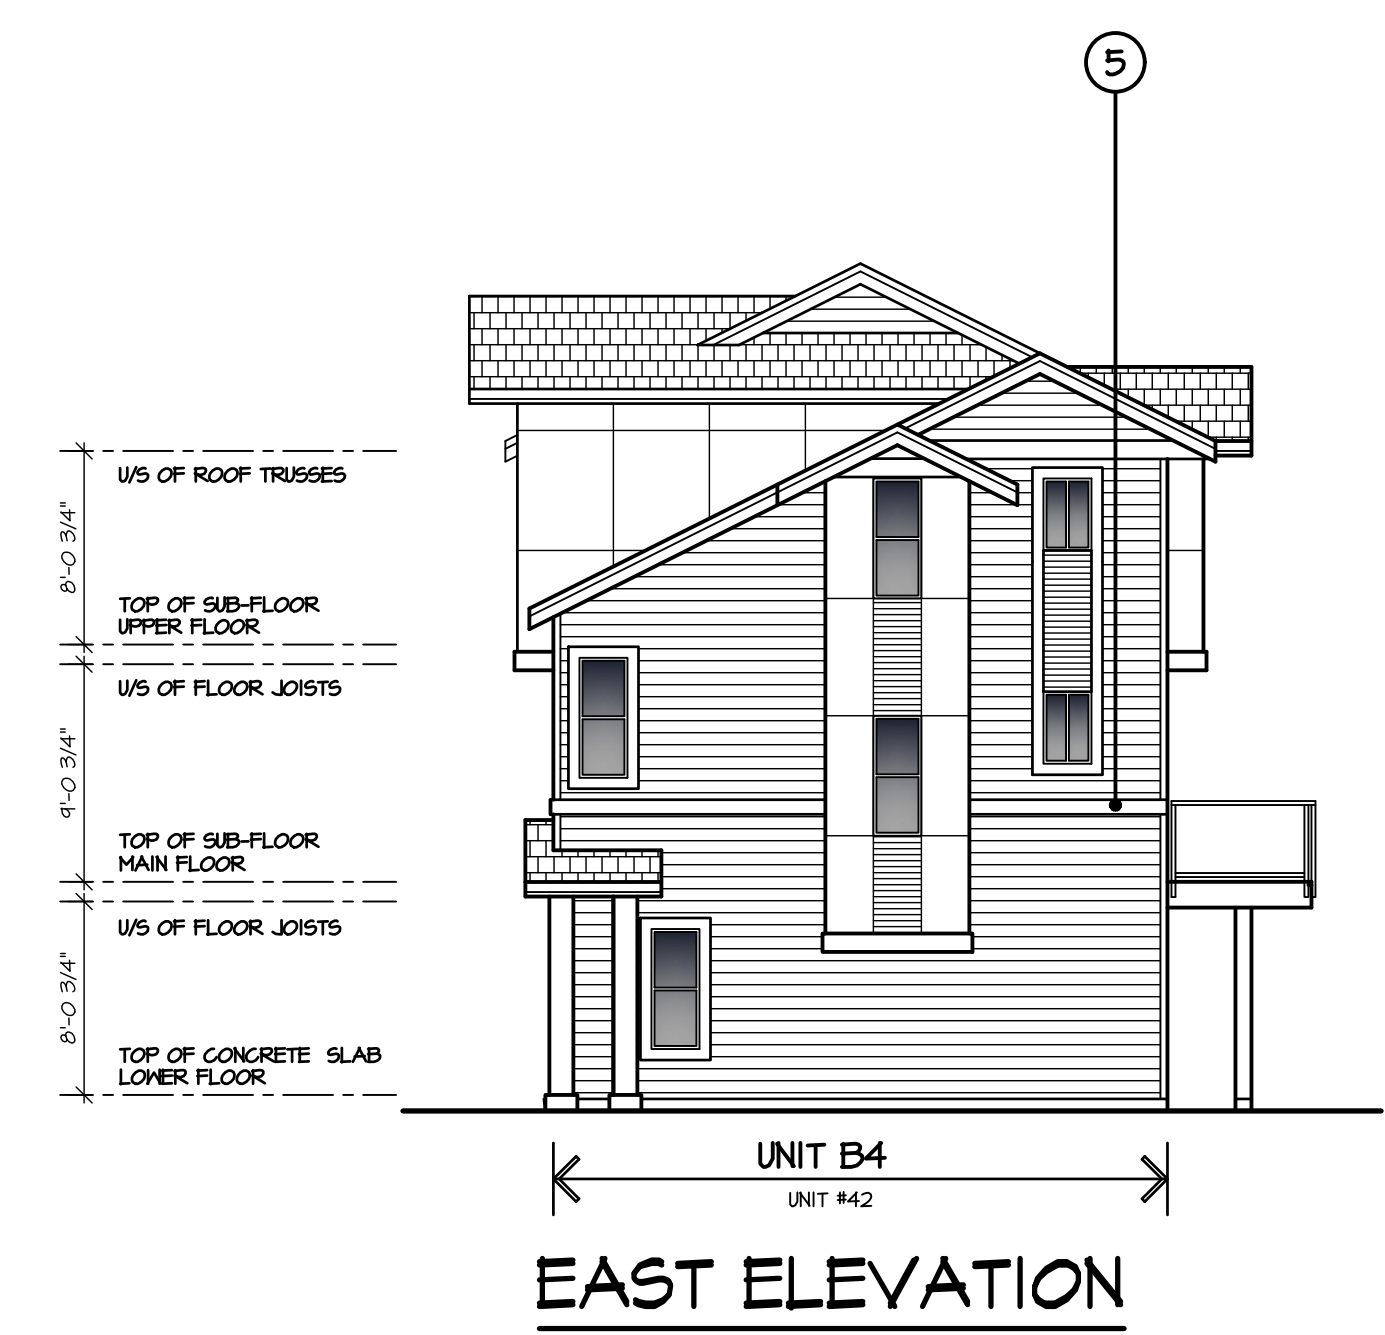 5
U/S OF ROOF TRUSSES
8'-0 3/4"
TOP OF SUB-FLOOR
UPPER FLOOR
U/S OF FLOOR JOISTS
9'-0 3/4"
TOP OF SUB-FLOOR
MAIN FLOOR
U/S OF FLOOR JOISTS
8'-0 3/4"
TOP OF CONCRETE SLAB
LOWER FLOOR
UNIT B4
UNIT #42
EAST ELEVATION